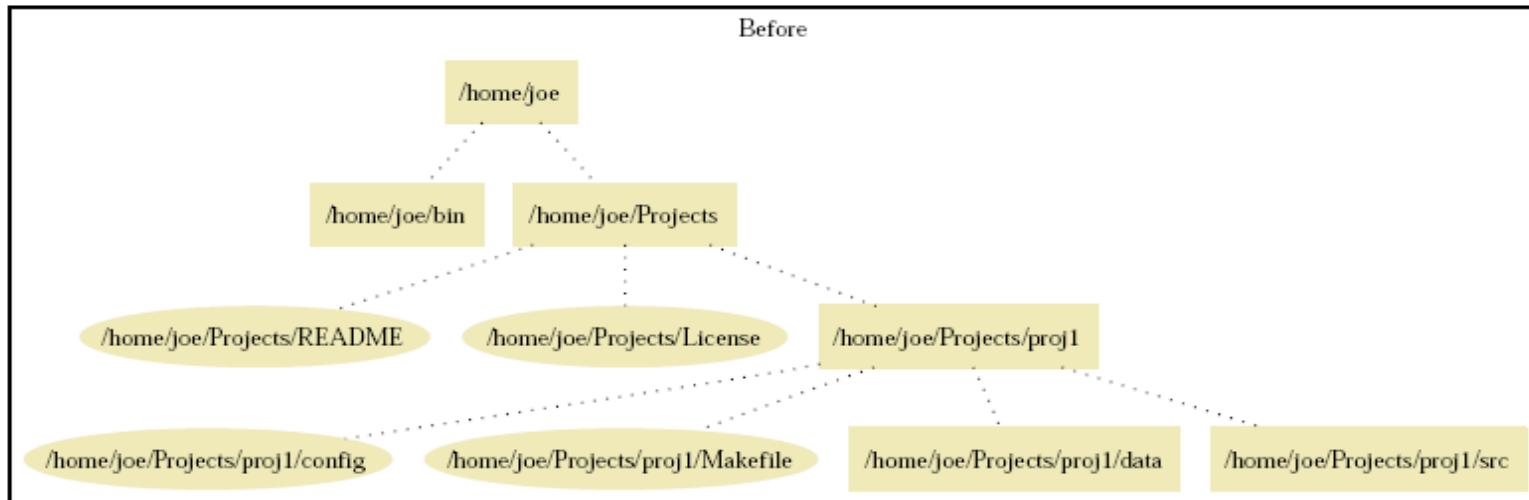 Before
/home/joe
/home/joe/bin
/home/joe/Projects
/home/joe/Projects/README
/home/joe/Projects/License
/home/joe/Projects/proj1
/home/joe/Projects/proj1/config
/home/joe/Projects/proj1/Makefile
/home/joe/Projects/proj1/data
/home/joe/Projects/proj1/src